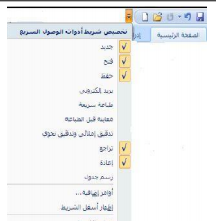 الصفحة الرئيسية
تخصيص شريط أدوات الوصول السريع
جديد
فتح
حفظ
بريد إلكتروني
طباعة سريعة
معاينة قبل الطباعة
تدقيق إملائي وتدقيق نحوي
تراجع
إعادة
رسم جدول
أوامر إضافية...
إظهار أسفل الشريط